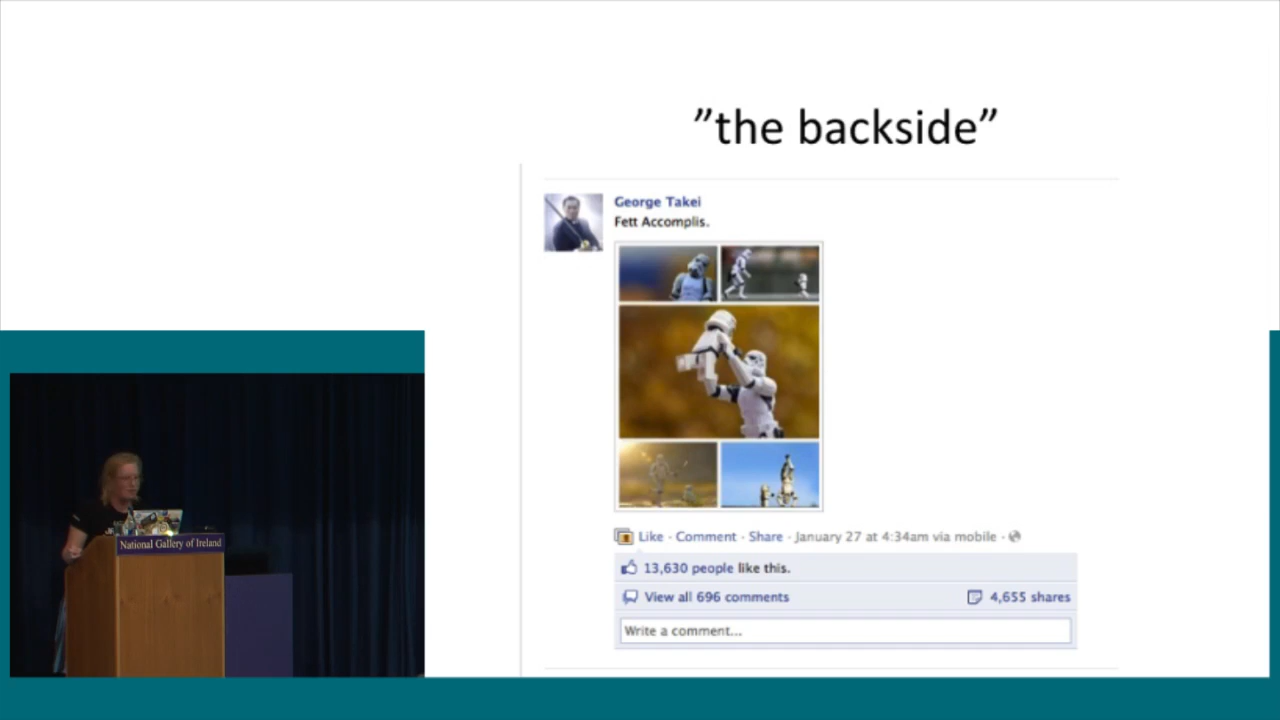 ”the backside”
George Takei
Fett Accomplis.
Like · Comment · Share · January 27 at 4:34am via mobile ·
13,630 people like this.
View all 696 comments 4,655 shares
Write a comment...
National Gallery of Ireland